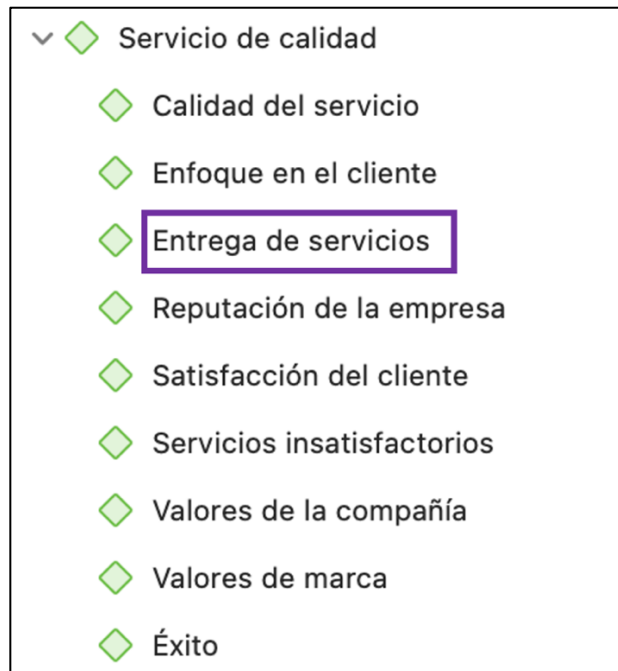 Servicio de calidad
Calidad del servicio
Enfoque en el cliente
Entrega de servicios
Reputación de la empresa
Satisfacción del cliente
Servicios insatisfactorios
Valores de la compañía
Valores de marca
Éxito